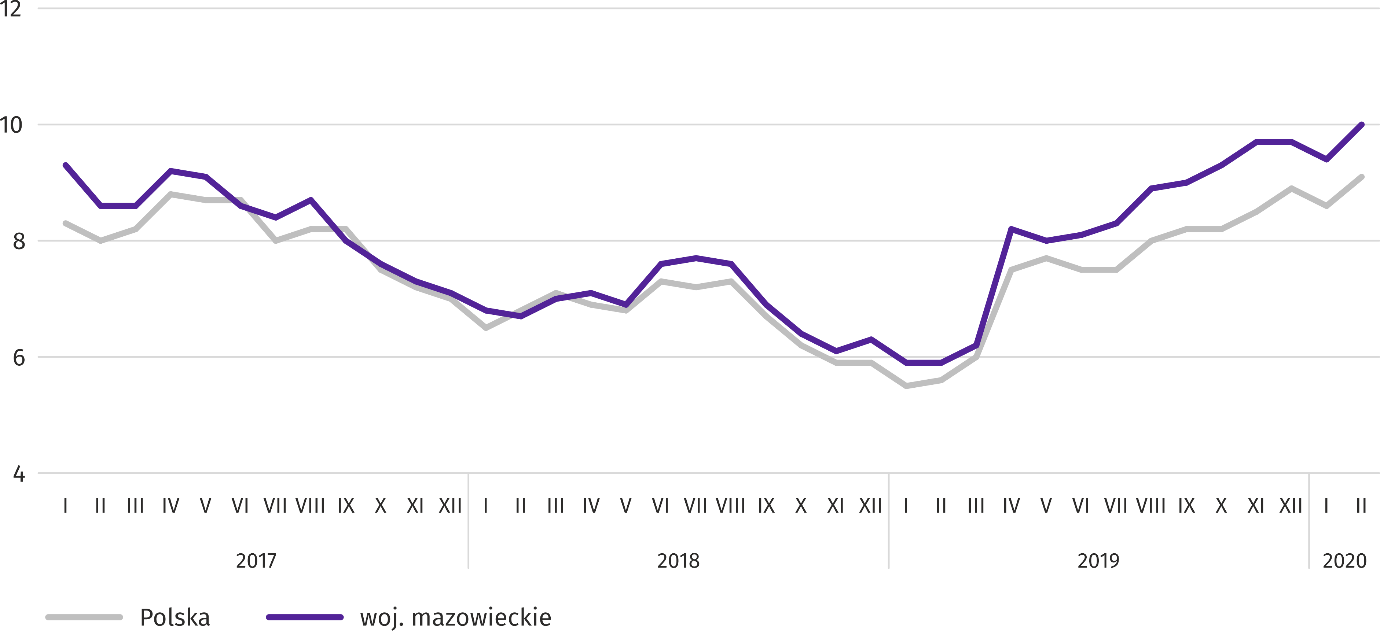 12
10
8
6
4
I II III IV V VI VII VIII IX X XI XII I II III IV V VI VII VIII IX X XI XII I II III IV V VI VII VIII IX X XI XII I II
2017 2018 2019 2020
Polska woj. mazowieckie